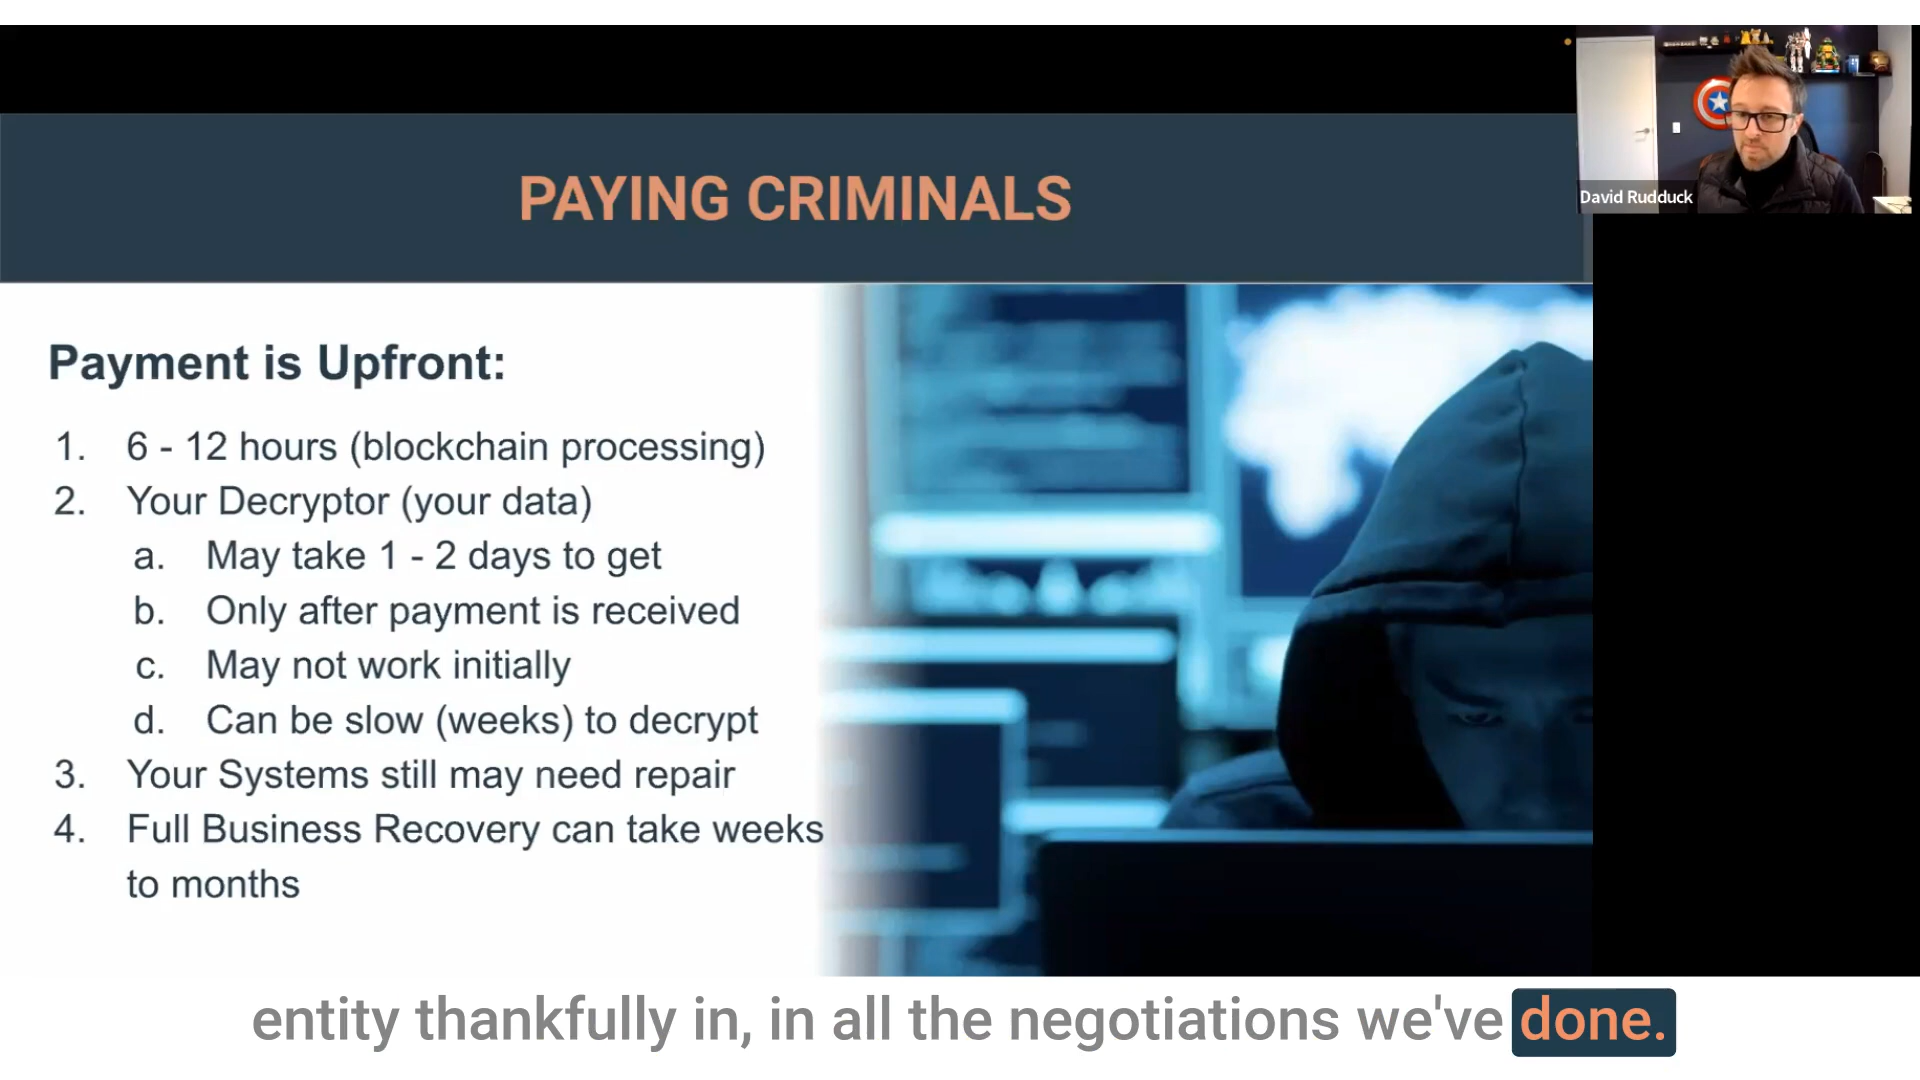 David Rudduck
PAYING CRIMINALS
Payment is Upfront:
1. 6 - 12 hours (blockchain processing)
2. Your Decryptor (your data)
a. May take 1 - 2 days to get
b. Only after payment is received
c. May not work initially
d. Can be slow (weeks) to decrypt
3. Your Systems still may need repair
4. Full Business Recovery can take weeks
to months
entity thankfully in, in all the negotiations we've done.